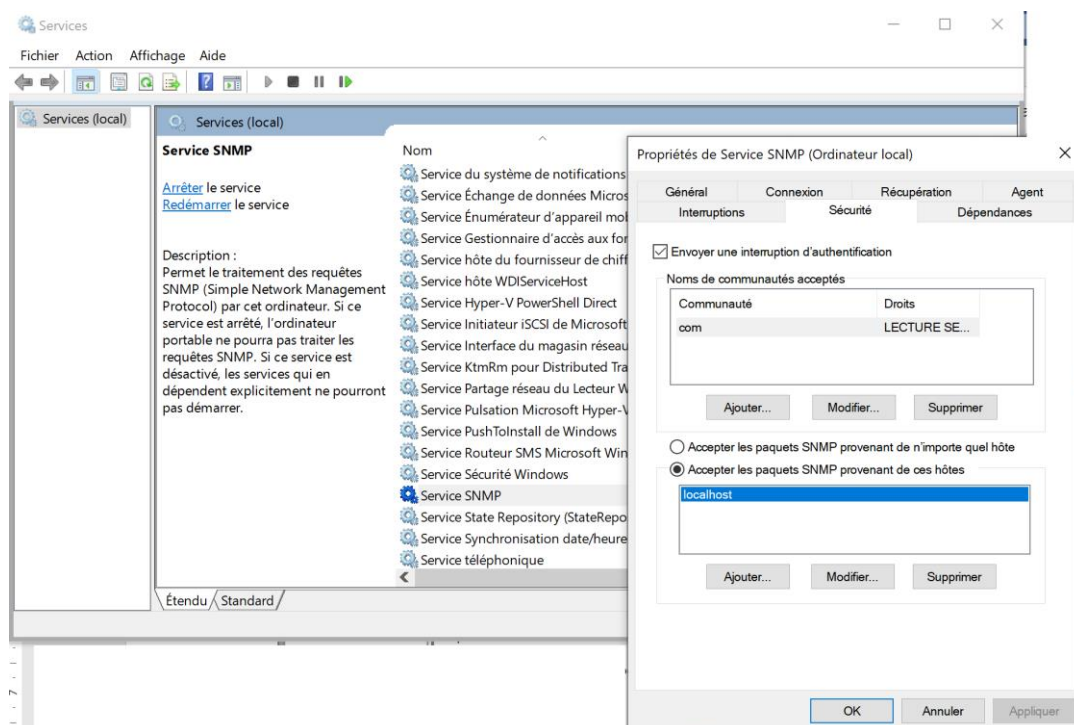 Services
Fichier Action Affichage Aide
Services (local)
Services (local)
Service SNMP
Arrêter le service
Redémarrer le service
Description :
Permet le traitement des requêtes
SNMP (Simple Network Management
Protocol) par cet ordinateur. Si ce
service est arrêté, l'ordinateur
portable ne pourra pas traiter les
requêtes SNMP. Si ce service est
désactivé, les services qui en
dépendent explicitement ne pourront
pas démarrer.
Nom
Service du système de notifications
Service Échange de données Micros
Service Énumérateur d'appareil mol
Service Gestionnaire d'accès aux for
Service hôte du fournisseur de chiff
Service hôte WDIServiceHost
Service Hyper-V PowerShell Direct
Service Initiateur iSCSI de Microsoft
Service Interface du magasin réseau
Service KtmRm pour Distributed Tra
Service Partage réseau du Lecteur W
Service Pulsation Microsoft Hyper-V
Service PushToInstall de Windows
Service Routeur SMS Microsoft Win
Service Sécurité Windows
Service SNMP
Service State Repository (StateRepo
Service Synchronisation date/heure
Service téléphonique
Étendu Standard
Propriétés de Service SNMP (Ordinateur local)
Général Connexion Récupération Agent
Interruptions Sécurité Dépendances
Envoyer une interruption d'authentification
Noms de communautés acceptés
Communauté Droits
com LECTURE SE...
Ajouter... Modifier... Supprimer
Accepter les paquets SNMP provenant de n'importe quel hôte
Accepter les paquets SNMP provenant de ces hôtes
localhost
Ajouter... Modifier... Supprimer
OK Annuler Appliquer